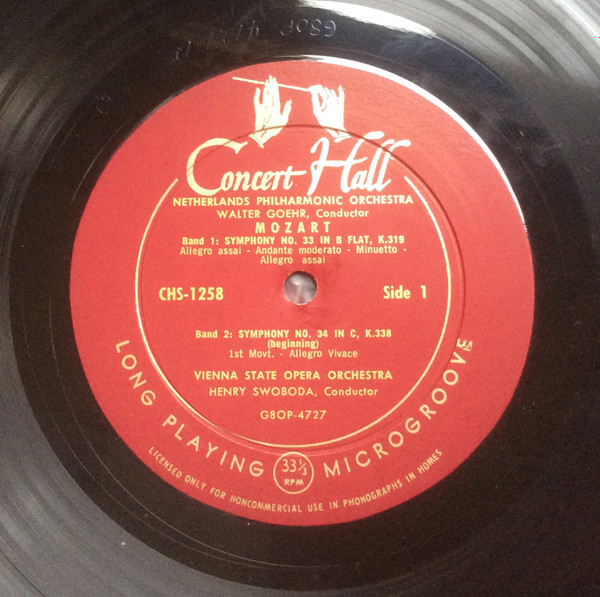 Concert Hall
NETHERLANDS PHILHARMONIC ORCHESTRA
WALTER GOEHR, Conductor
MOZART
Band 1: SYMPHONY NO. 33 IN B FLAT, K.319
Allegro assai - Andante moderato - Minuetto -
Allegro assai
CHS-1258
Side 1
Band 2: SYMPHONY NO. 34 IN C, K.338
(beginning)
1st Movt. - Allegro Vivace
VIENNA STATE OPERA ORCHESTRA
HENRY SWOBODA, Conductor
G8OP-4727
LONG PLAYING 33⅓ RPM MICROGROOVE
LICENSED ONLY FOR NONCOMMERCIAL USE IN PHONOGRAPHS IN HOMES